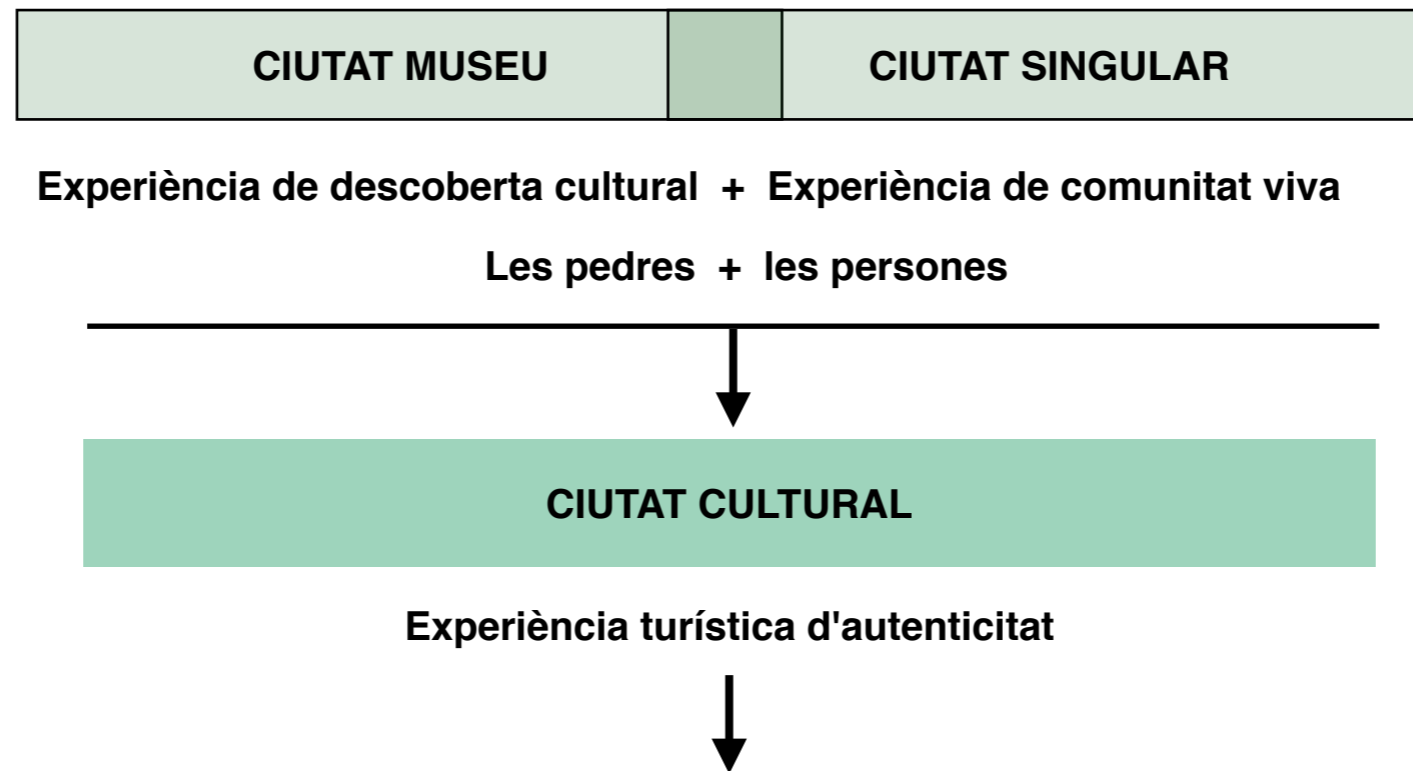 CIUTAT MUSEU CIUTAT SINGULAR
Experiència de descoberta cultural + Experiència de comunitat viva
Les pedres + les persones
CIUTAT CULTURAL
Experiència turística d'autenticitat